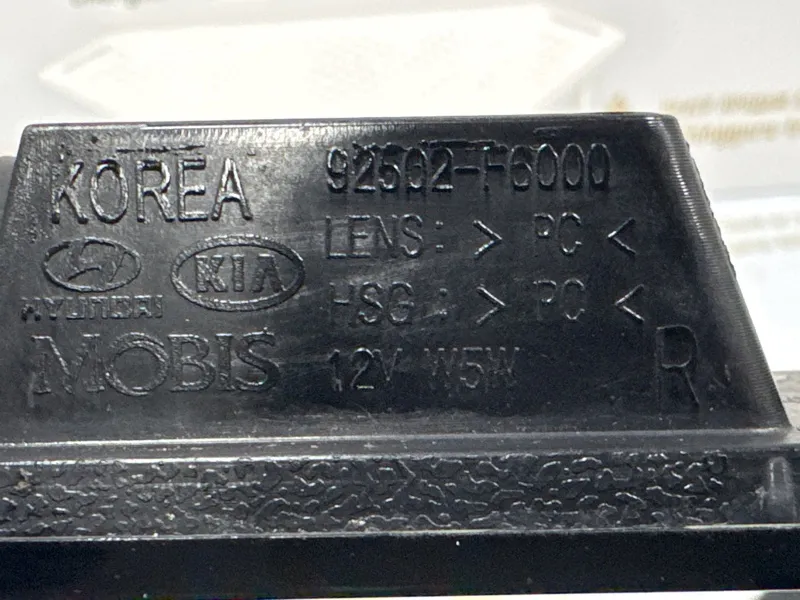 KOREA
HYUNDAI
KIA
MOBIS
92502-F6000
LENS: > PC <
HSG : > PC <
12V W5W
R